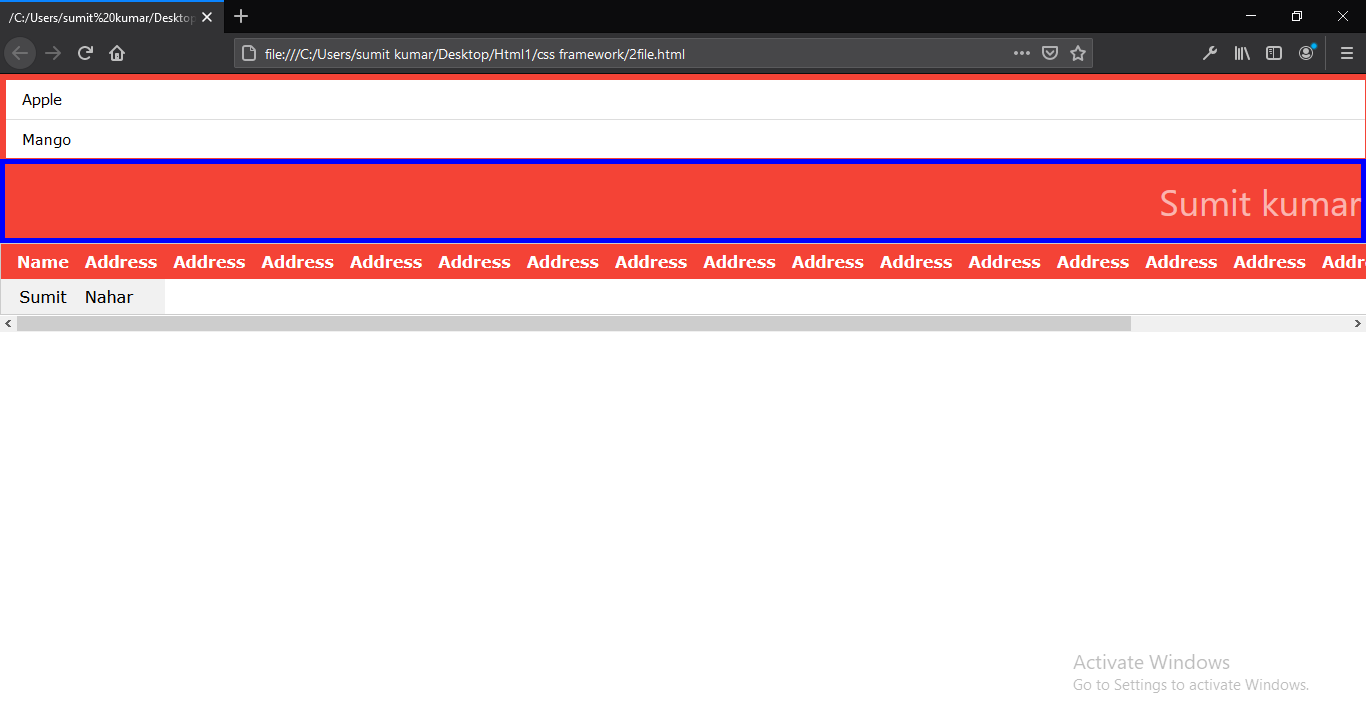 /C:/Users/sumit%20kumar/Desktop
file:///C:/Users/sumit kumar/Desktop/Html1/css framework/2file.html
Apple
Mango
Sumit kumar
Name Address Address Address Address Address Address Address Address Address Address Address Address Address Address Addr
Sumit Nahar
Activate Windows
Go to Settings to activate Windows.